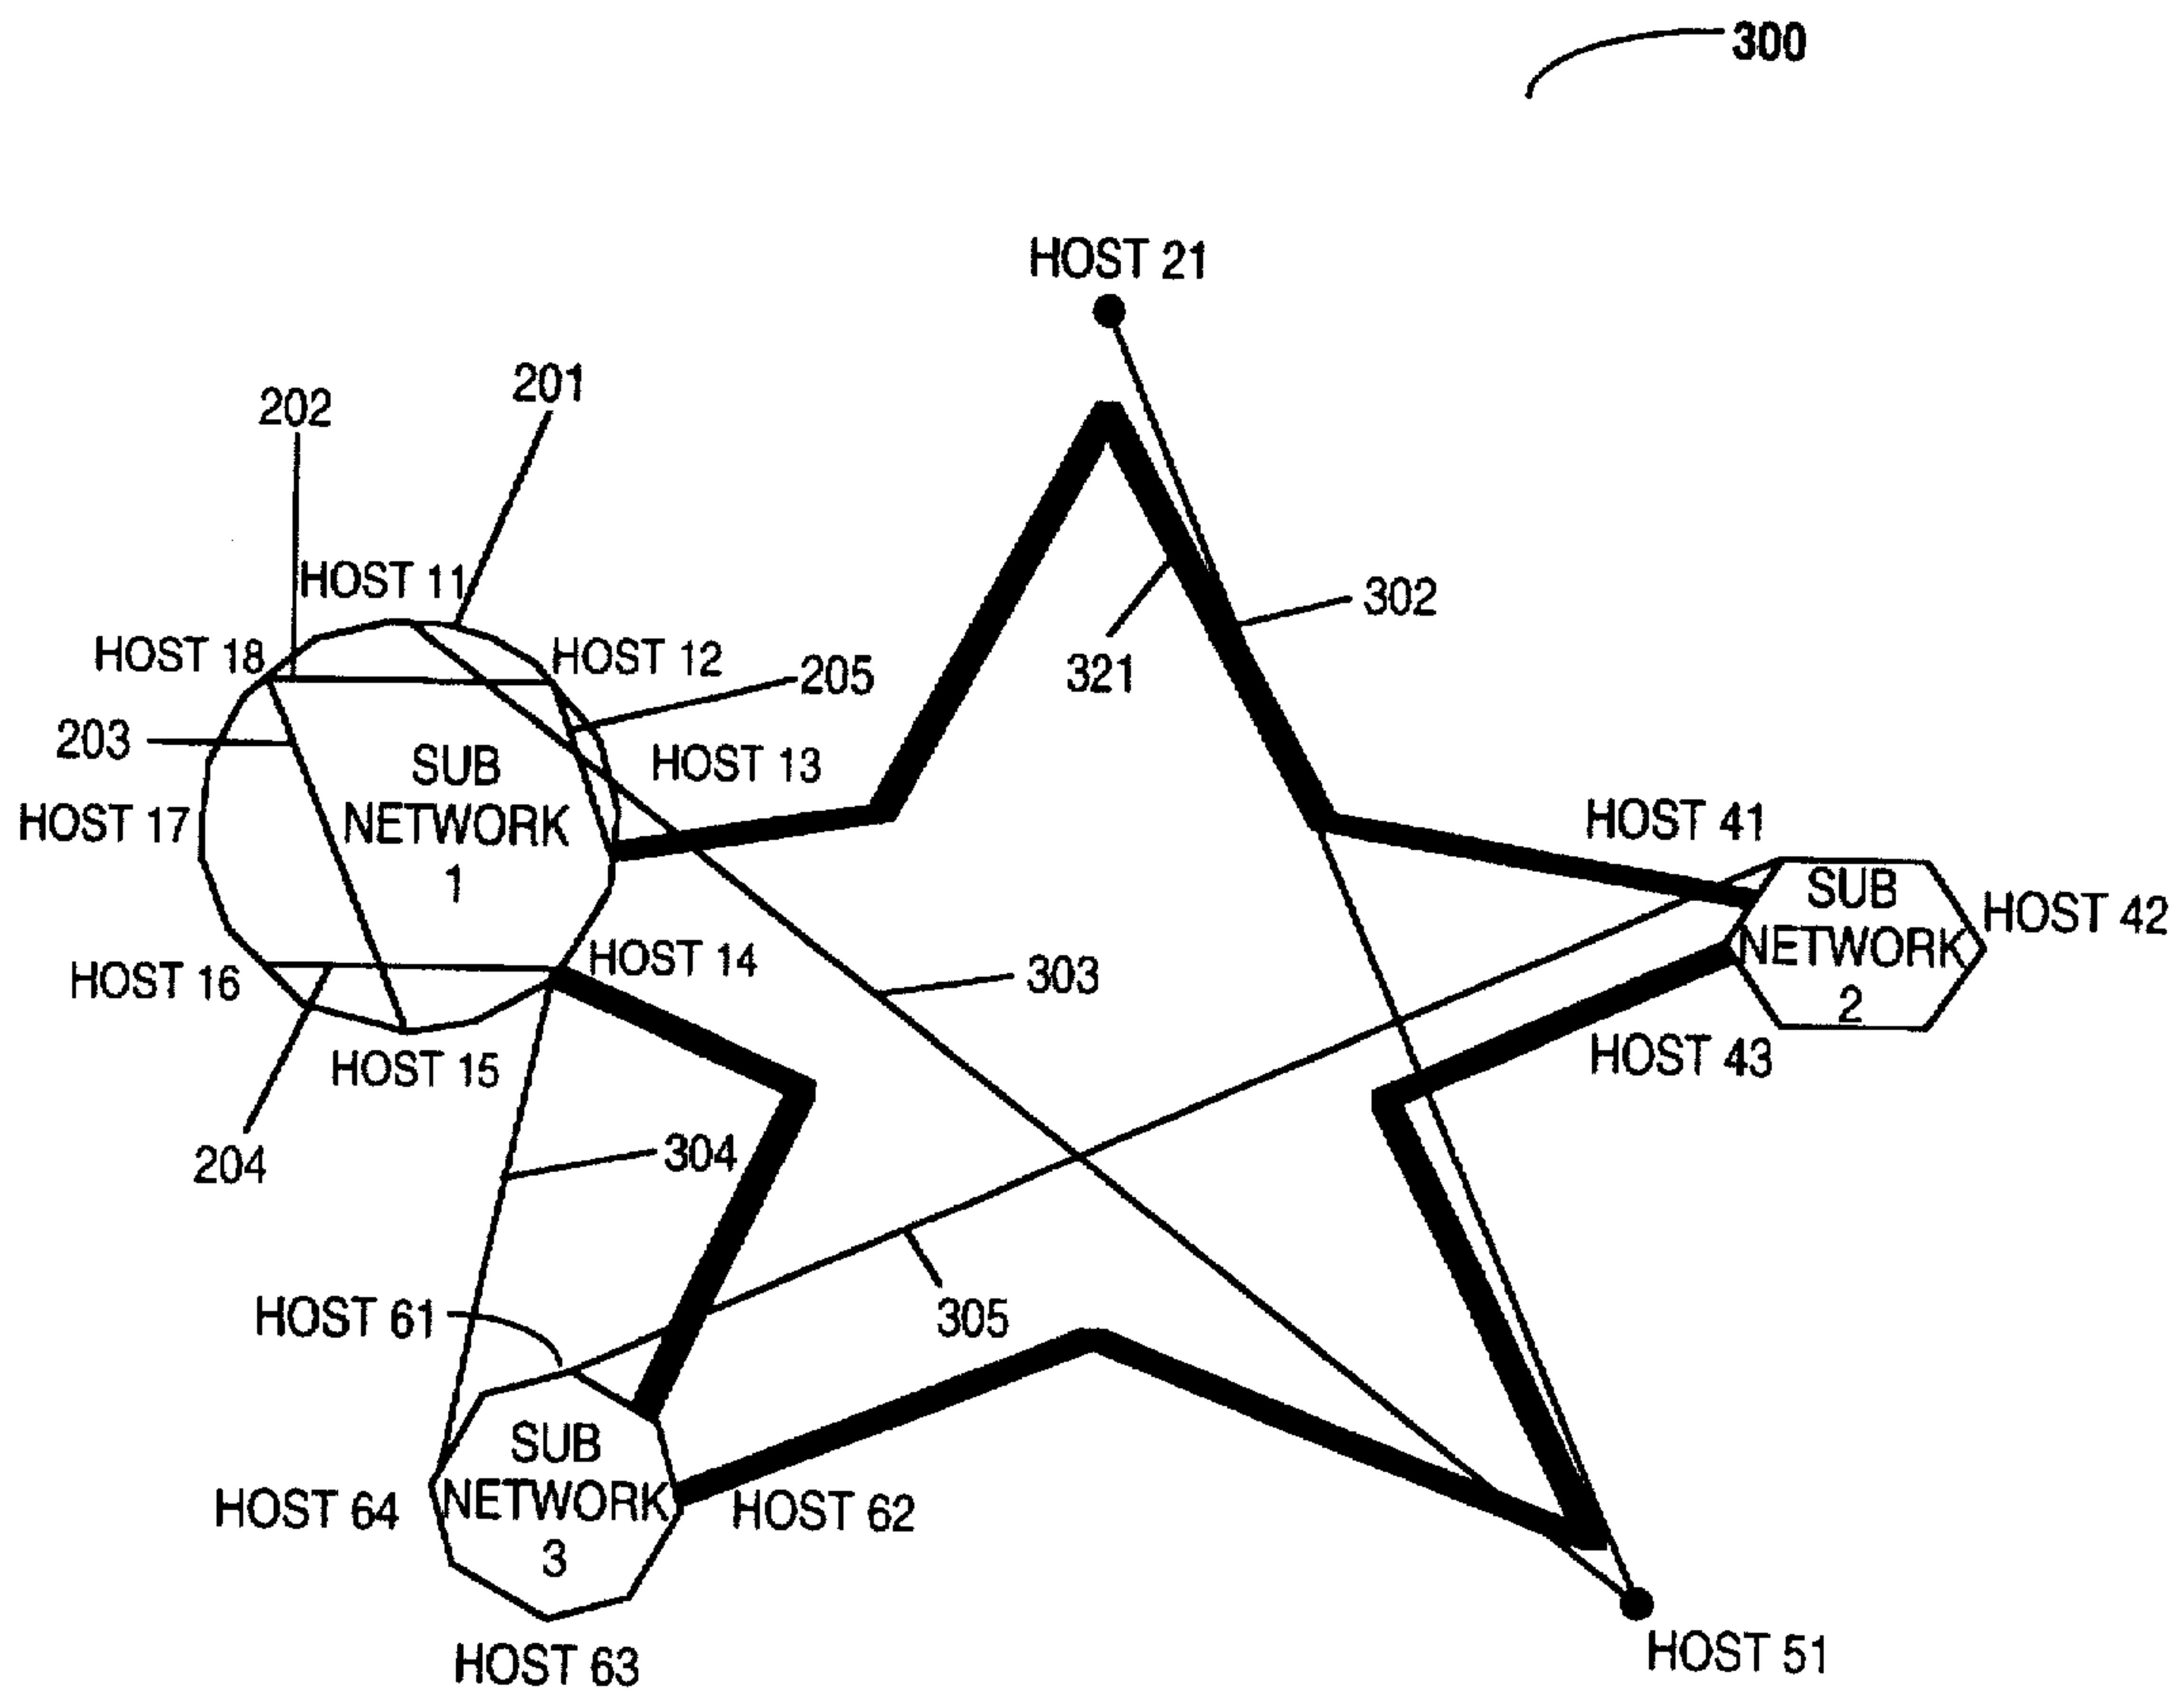 300
HOST 21
201
202
HOST 11
302
HOST 18
HOST 12
205
321
203
SUB
NETWORK
1
HOST 13
HOST 17
HOST 41
SUB
NETWORK
2
HOST 42
HOST 14
HOST 16
303
HOST 15
HOST 43
204
304
HOST 61
305
SUB
NETWORK
3
HOST 64
HOST 62
HOST 63
HOST 51